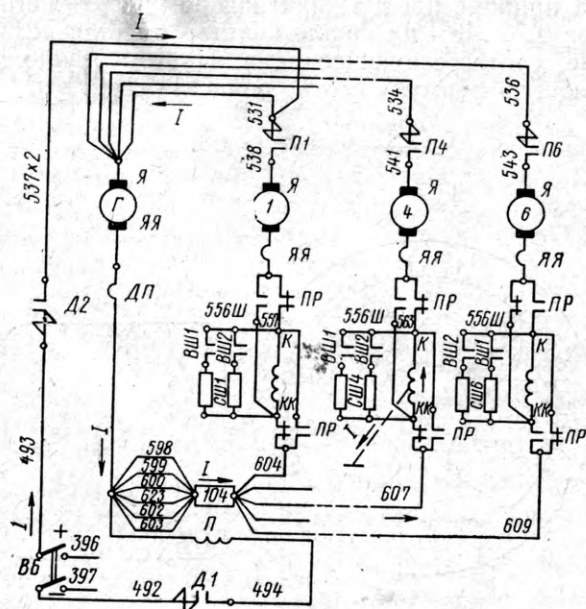 I
I
537×2
531
534
536
П1
П4
П6
538
541
543
Я
Я
Я
Я
Г
1
4
6
ЯЯ
ЯЯ
ЯЯ
ЯЯ
Д2
ДП
ПР
ПР
ПР
556Ш
557
556Ш
563
556Ш
ВШ1
ВШ2
ВШ1
ВШ2
ВШ2
ВШ1
К
К
К
СШ1
СШ4
СШ6
КК
КК
КК
ПР
ПР
ПР
493
I
598
599
600
623
602
603
I
104
604
607
609
I
П
I
+
ВБ
396
397
492
Д1
494